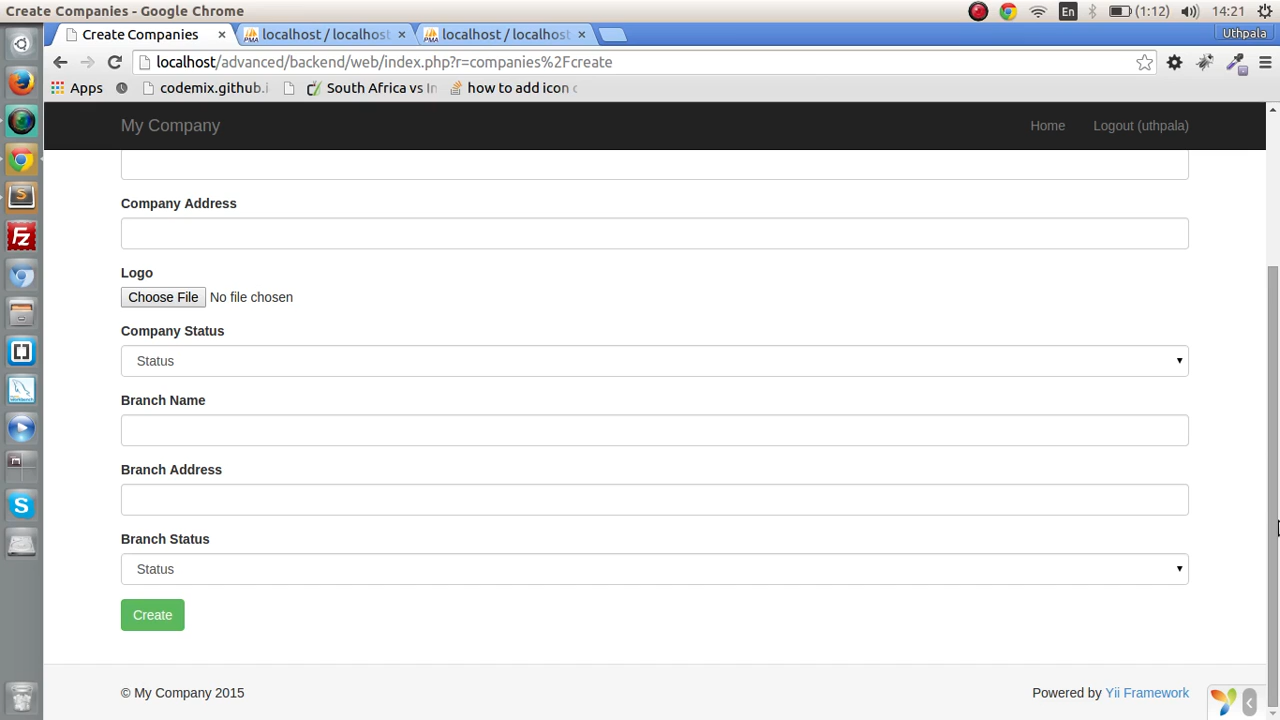 Create Companies - Google Chrome
En
(1:12)
14:21
Create Companies
localhost / localhost
localhost / localhost
Uthpala
localhost/advanced/backend/web/index.php?r=companies%2Fcreate
Apps
codemix.github.i
South Africa vs In
how to add icon c
My Company
Home
Logout (uthpala)
Company Address
Logo
Choose File No file chosen
Company Status
Status
Branch Name
Branch Address
Branch Status
Status
Create
© My Company 2015
Powered by Yii Framework